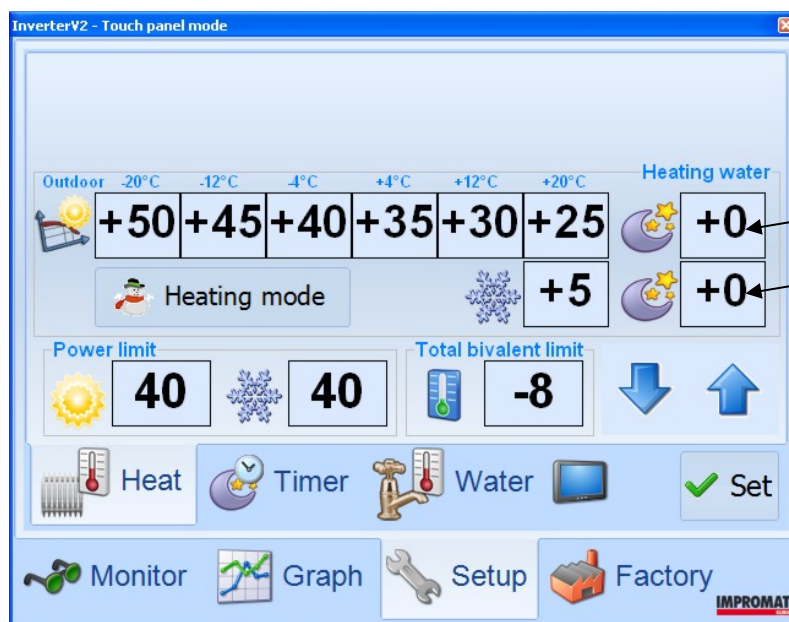 InverterV2 - Touch panel mode
Outdoor -20°C -12°C -4°C +4°C +12°C +20°C Heating water
+50 +45 +40 +35 +30 +25 +0
Heating mode +5 +0
Power limit Total bivalent limit
40 40 -8
Heat Timer Water Set
Monitor Graph Setup Factory
IMPROMAT